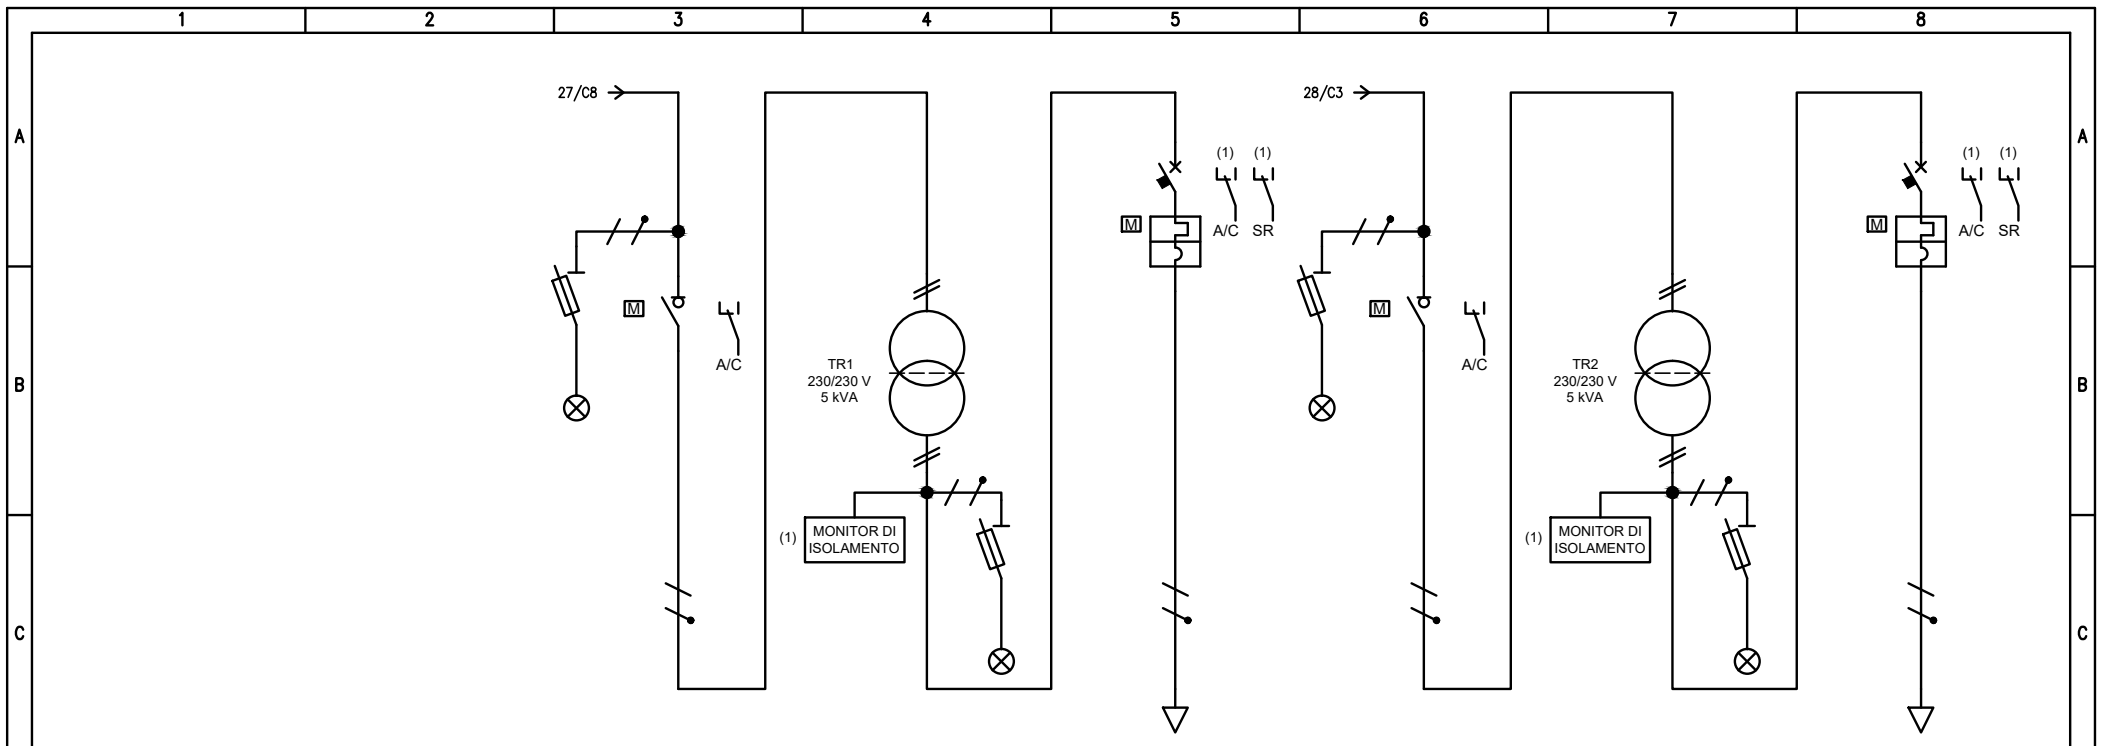 1 2 3 4 5 6 7 8
27/C8
28/C3
A A
(1) (1)
(1) (1)
M
A/C SR
M
A/C SR
M
A/C
M
A/C
TR1
230/230 V
5 kVA
TR2
230/230 V
5 kVA
B B
(1)
MONITOR DI
ISOLAMENTO
(1)
MONITOR DI
ISOLAMENTO
C C